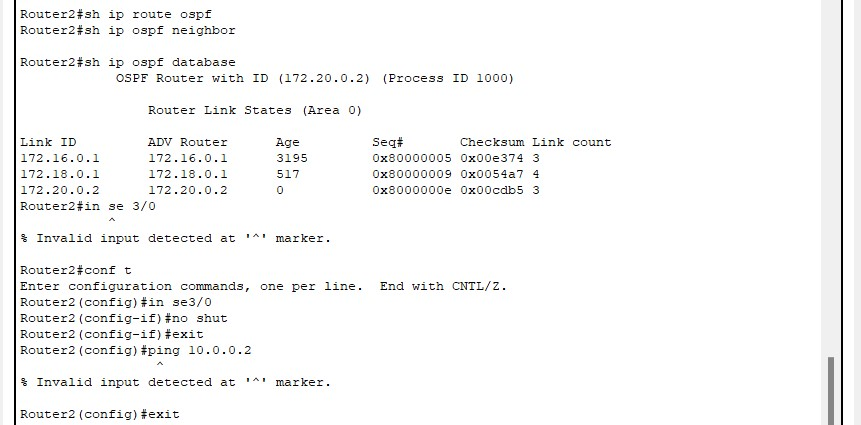 Router2#sh ip route ospf
Router2#sh ip ospf neighbor
Router2#sh ip ospf database
OSPF Router with ID (172.20.0.2) (Process ID 1000)
Router Link States (Area 0)
Link ID ADV Router Age Seq# Checksum Link count
172.16.0.1 172.16.0.1 3195 0x80000005 0x00e374 3
172.18.0.1 172.18.0.1 517 0x80000009 0x0054a7 4
172.20.0.2 172.20.0.2 0 0x8000000e 0x00cdb5 3
Router2#in se 3/0
^
% Invalid input detected at '^' marker.
Router2#conf t
Enter configuration commands, one per line. End with CNTL/Z.
Router2(config)#in se3/0
Router2(config-if)#no shut
Router2(config-if)#exit
Router2(config)#ping 10.0.0.2
^
% Invalid input detected at '^' marker.
Router2(config)#exit